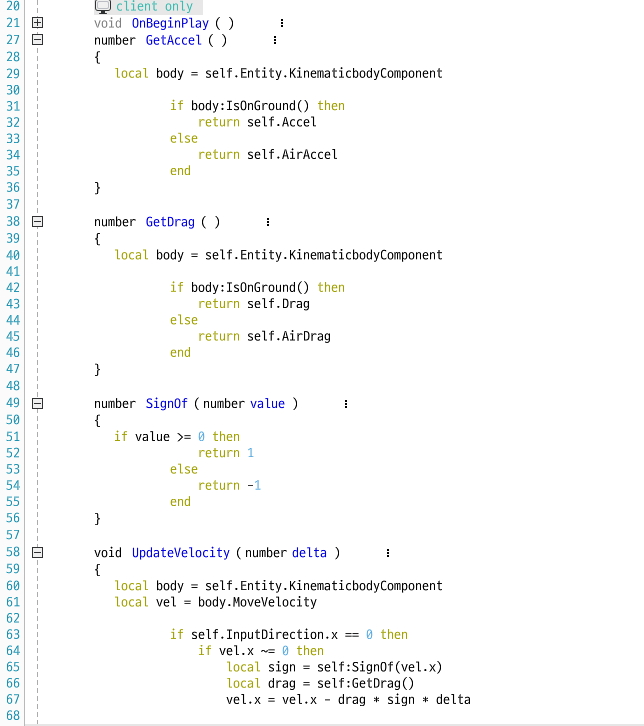 20 client only
21 void OnBeginPlay ( )
27 number GetAccel ( )
28 {
29 local body = self.Entity.KinematicbodyComponent
30
31 if body:IsOnGround() then
32 return self.Accel
33 else
34 return self.AirAccel
35 end
36 }
37
38 number GetDrag ( )
39 {
40 local body = self.Entity.KinematicbodyComponent
41
42 if body:IsOnGround() then
43 return self.Drag
44 else
45 return self.AirDrag
46 end
47 }
48
49 number SignOf ( number value )
50 {
51 if value >= 0 then
52 return 1
53 else
54 return -1
55 end
56 }
57
58 void UpdateVelocity ( number delta )
59 {
60 local body = self.Entity.KinematicbodyComponent
61 local vel = body.MoveVelocity
62
63 if self.InputDirection.x == 0 then
64 if vel.x ~= 0 then
65 local sign = self:SignOf(vel.x)
66 local drag = self:GetDrag()
67 vel.x = vel.x - drag * sign * delta
68